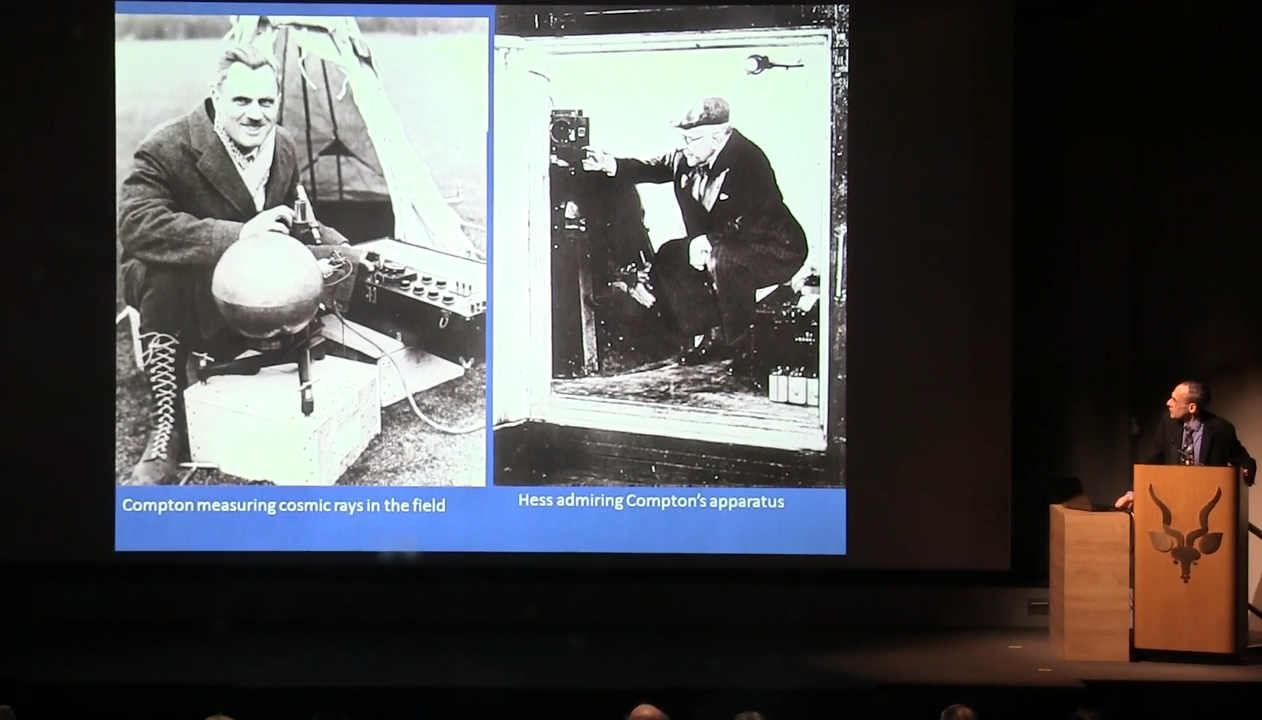 Compton measuring cosmic rays in the field
Hess admiring Compton's apparatus